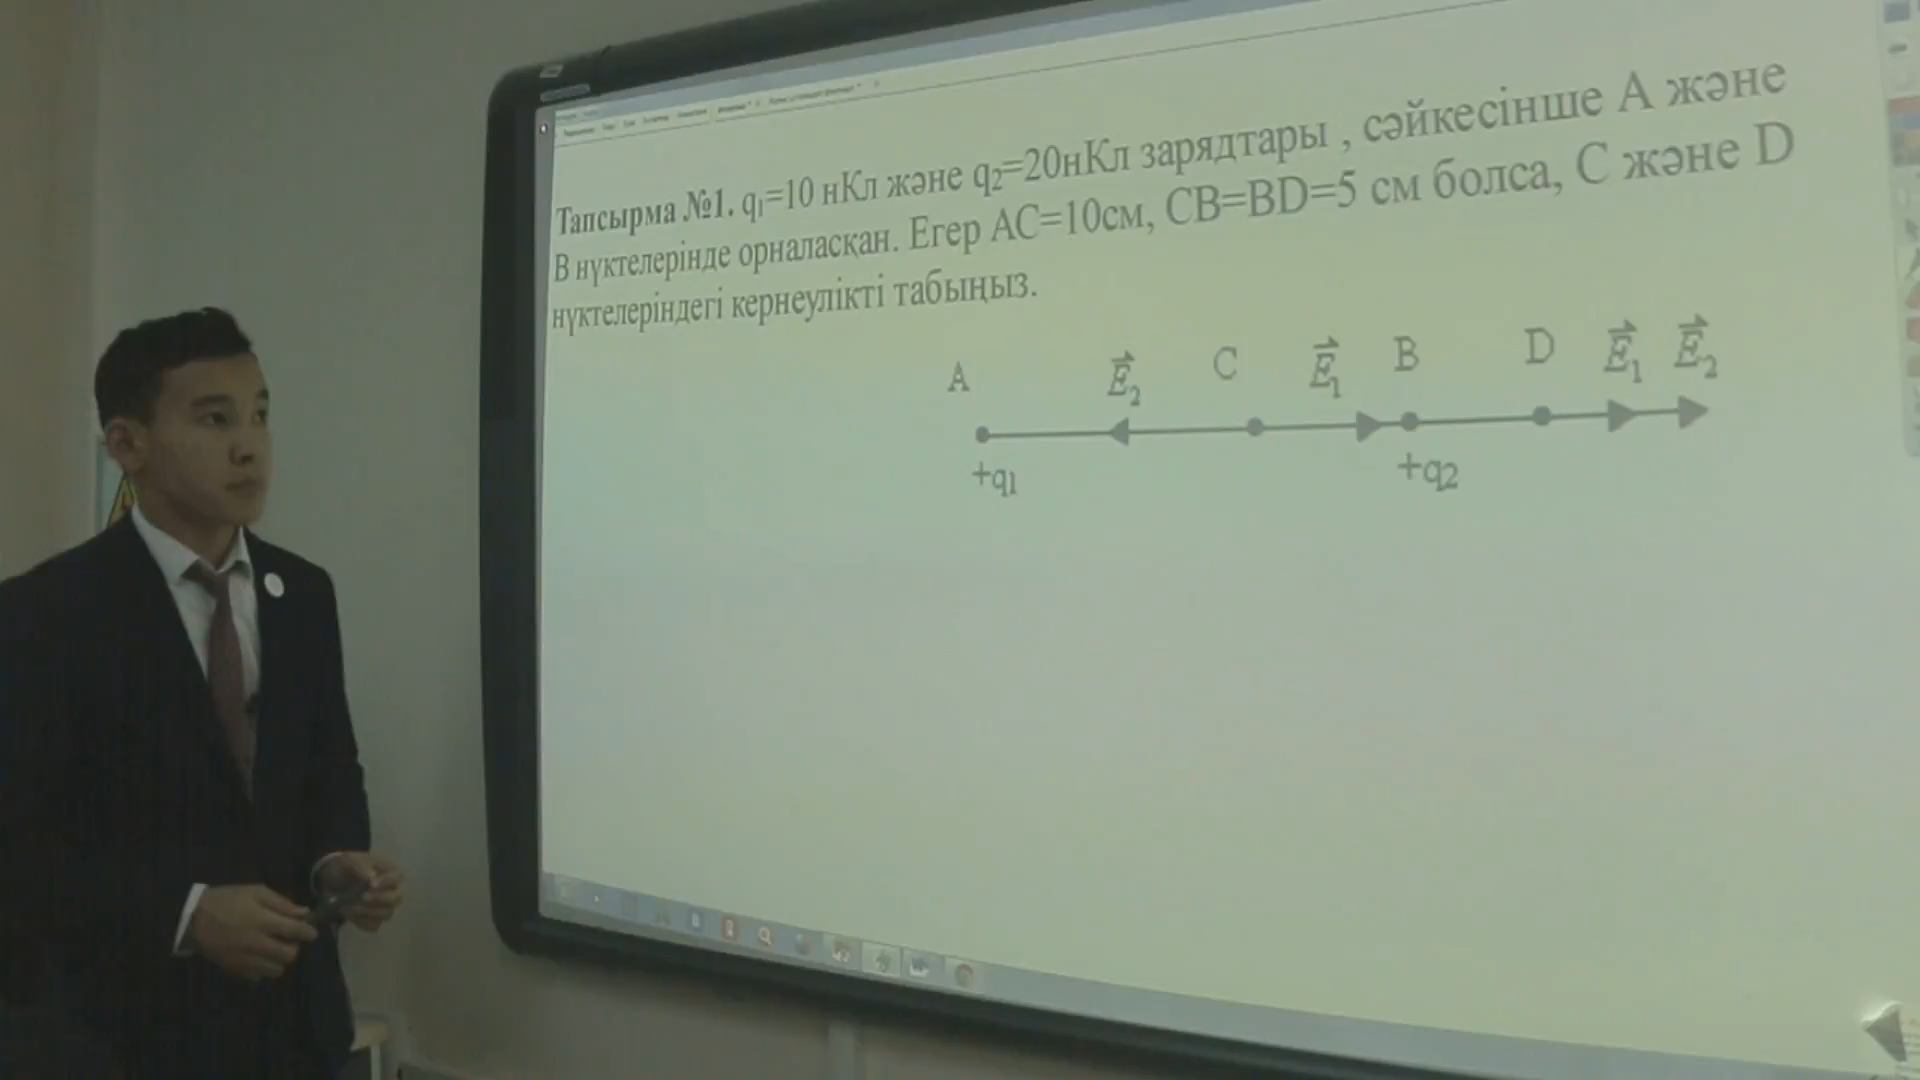 Тапсырма №1. q1=10 нКл және q2=20нКл зарядтары , сәйкесінше А және
В нүктелерінде орналасқан. Егер АС=10см, СВ=ВD=5 см болса, С және D
нүктелеріндегі кернеулікті табыңыз.
A E2 C E1 B D E1 E2
+q1 +q2